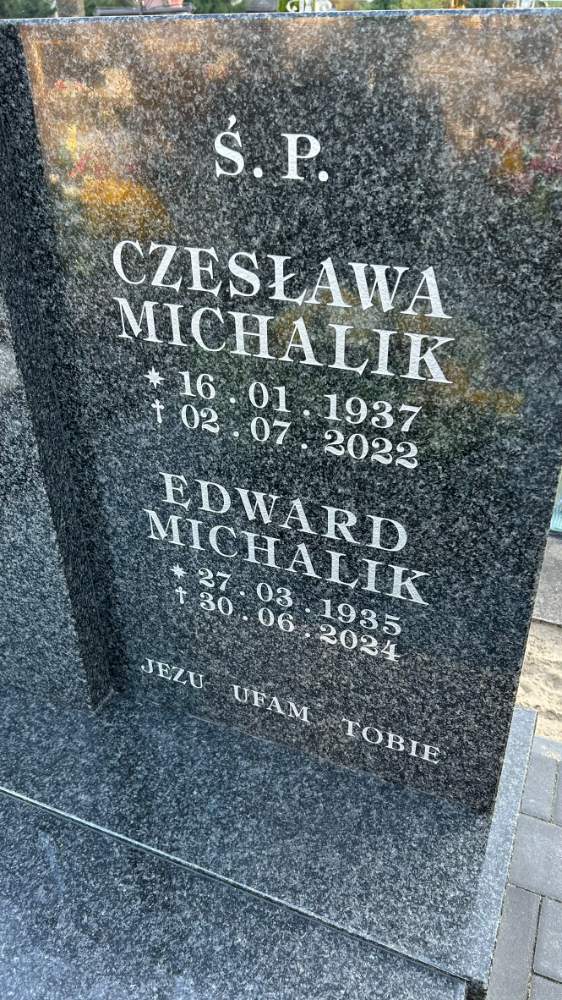 Ś. P.
CZESŁAWA
MICHALIK
* 16 . 01 . 1937
† 02 . 07 . 2022
EDWARD
MICHALIK
* 27 . 03 . 1935
† 30 . 06 . 2024
JEZU UFAM TOBIE